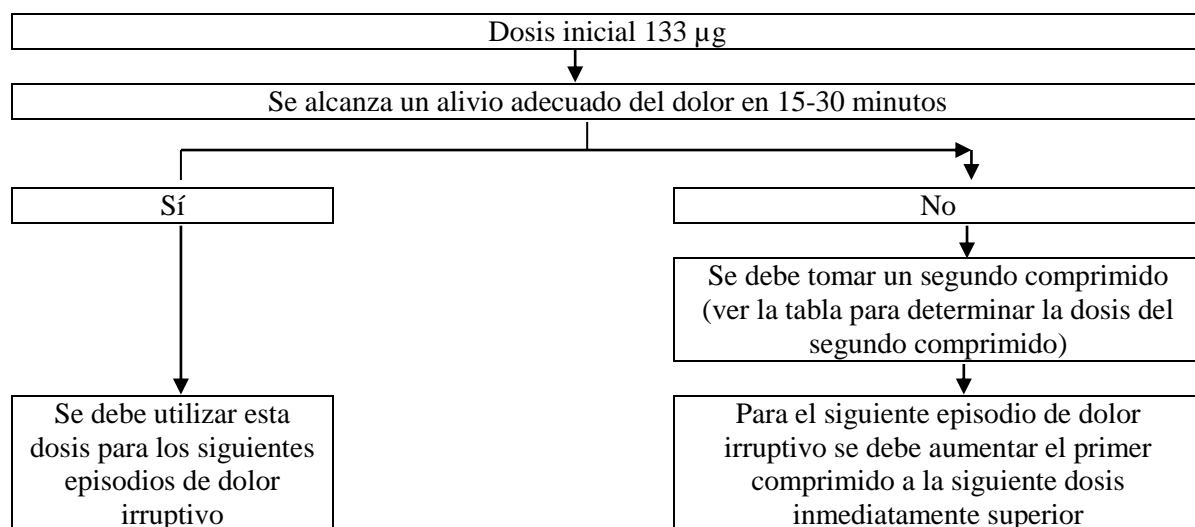 Dosis inicial 133 µg
Se alcanza un alivio adecuado del dolor en 15-30 minutos
Sí
No
Se debe tomar un segundo comprimido
(ver la tabla para determinar la dosis del
segundo comprimido)
Se debe utilizar esta
dosis para los siguientes
episodios de dolor
irruptivo
Para el siguiente episodio de dolor
irruptivo se debe aumentar el primer
comprimido a la siguiente dosis
inmediatamente superior